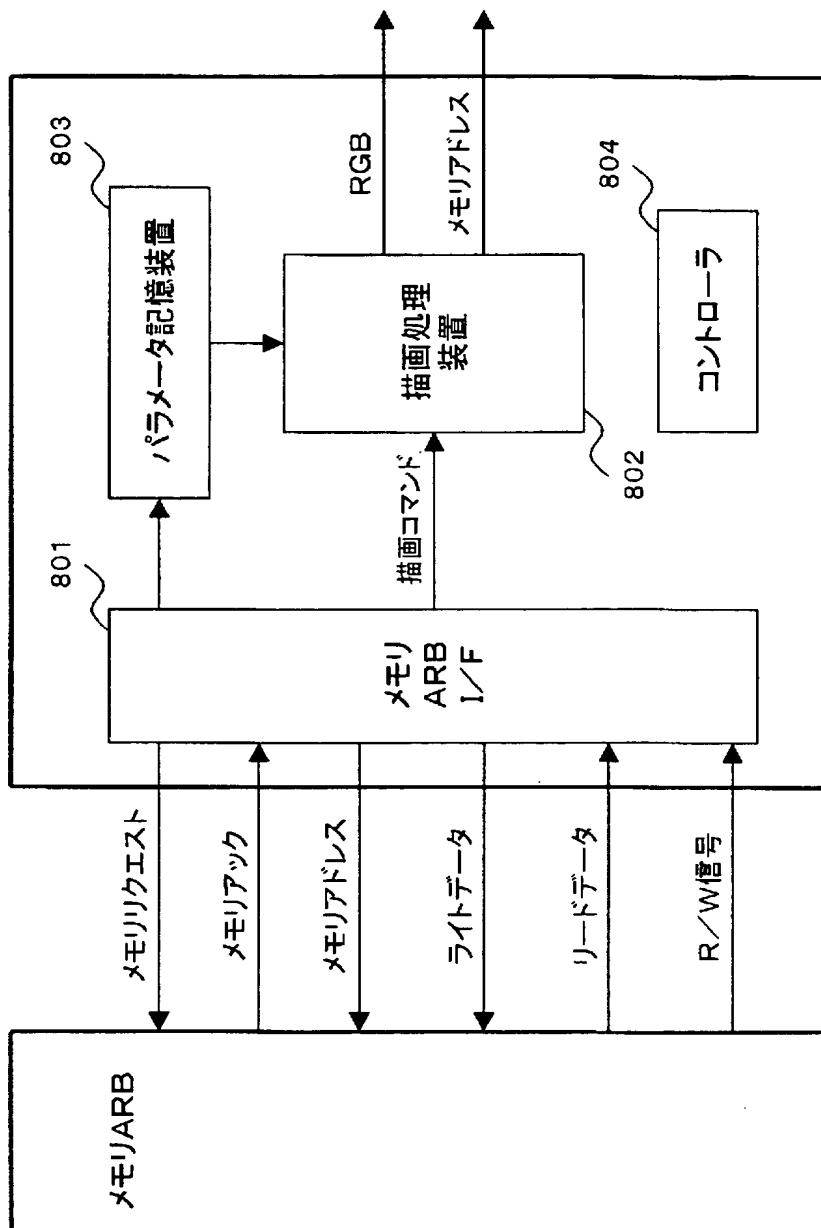 メモリARB
メモリリクエスト
メモリアック
メモリアドレス
ライトデータ
リードデータ
R/W信号
801
メモリ
ARB
I/F
803
パラメータ記憶装置
描画コマンド
描画処理
装置
802
コントローラ
804
RGB
メモリアドレス